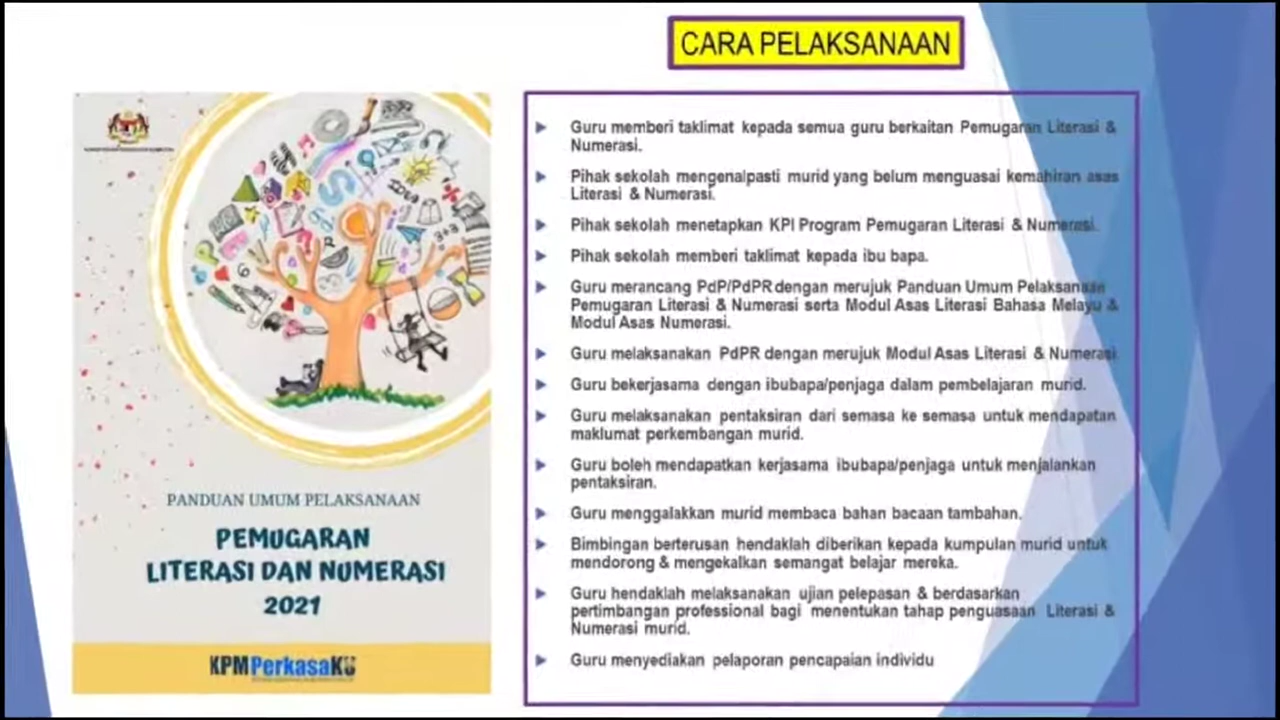 CARA PELAKSANAAN
PANDUAN UMUM PELAKSANAAN
PEMUGARAN
LITERASI DAN NUMERASI
2021
KPMPerkasaKU
Guru memberi taklimat kepada semua guru berkaitan Pemugaran Literasi &
Numerasi.
Pihak sekolah mengenalpasti murid yang belum menguasai kemahiran asas
Literasi & Numerasi.
Pihak sekolah menetapkan KPI Program Pemugaran Literasi & Numerasi.
Pihak sekolah memberi taklimat kepada ibu bapa.
Guru merancang PdP/PdPR dengan merujuk Panduan Umum Pelaksanaan
Pemugaran Literasi & Numerasi serta Modul Asas Literasi Bahasa Melayu &
Modul Asas Numerasi.
Guru melaksanakan PdPR dengan merujuk Modul Asas Literasi & Numerasi
Guru bekerjasama dengan ibubapa/penjaga dalam pembelajaran murid.
Guru melaksanakan pentaksiran dari semasa ke semasa untuk mendapatan
maklumat perkembangan murid.
Guru boleh mendapatkan kerjasama ibubapa/penjaga untuk menjalankan
pentaksiran.
Guru menggalakkan murid membaca bahan bacaan tambahan.
Bimbingan berterusan hendaklah diberikan kepada kumpulan murid untuk
mendorong & mengekalkan semangat belajar mereka.
Guru hendaklah melaksanakan ujian pelepasan & berdasarkan
pertimbangan professional bagi menentukan tahap penguasaan Literasi &
Numerasi murid.
Guru menyediakan pelaporan pencapaian individu